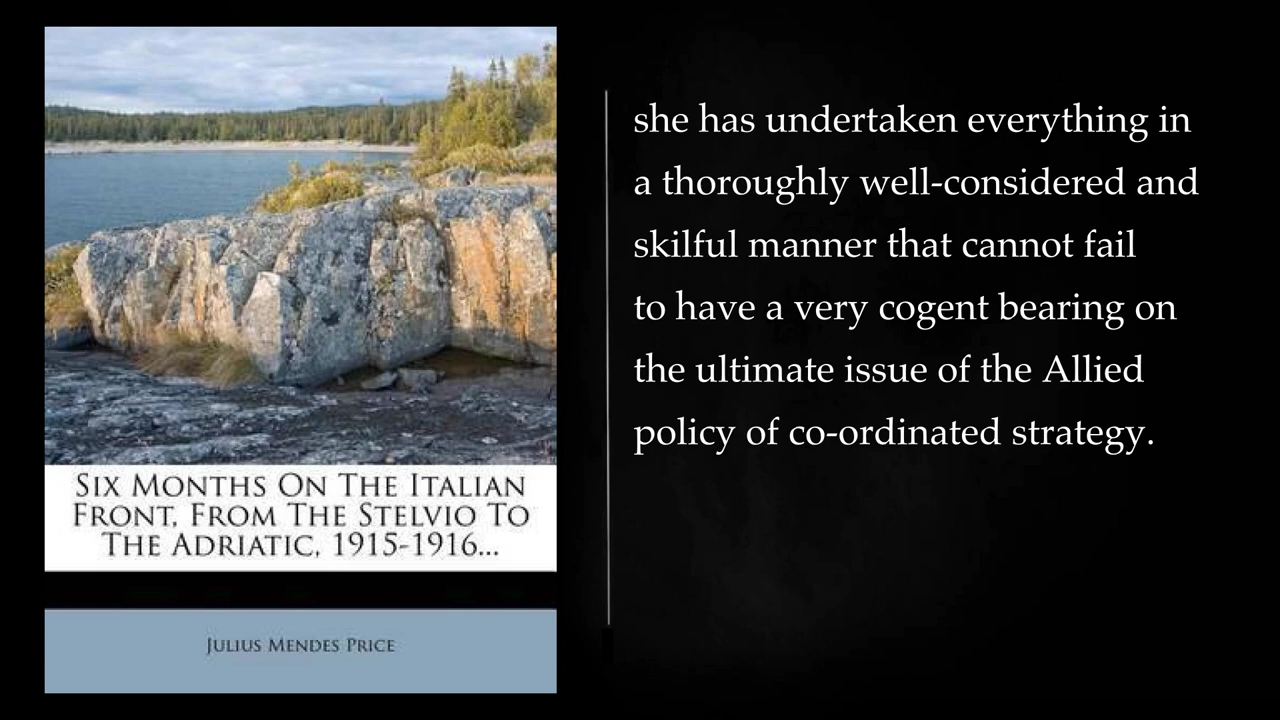 SIX MONTHS ON THE ITALIAN
FRONT, FROM THE STELVIO TO
THE ADRIATIC, 1915-1916...
JULIUS MENDES PRICE
she has undertaken everything in
a thoroughly well-considered and
skilful manner that cannot fail
to have a very cogent bearing on
the ultimate issue of the Allied
policy of co-ordinated strategy.